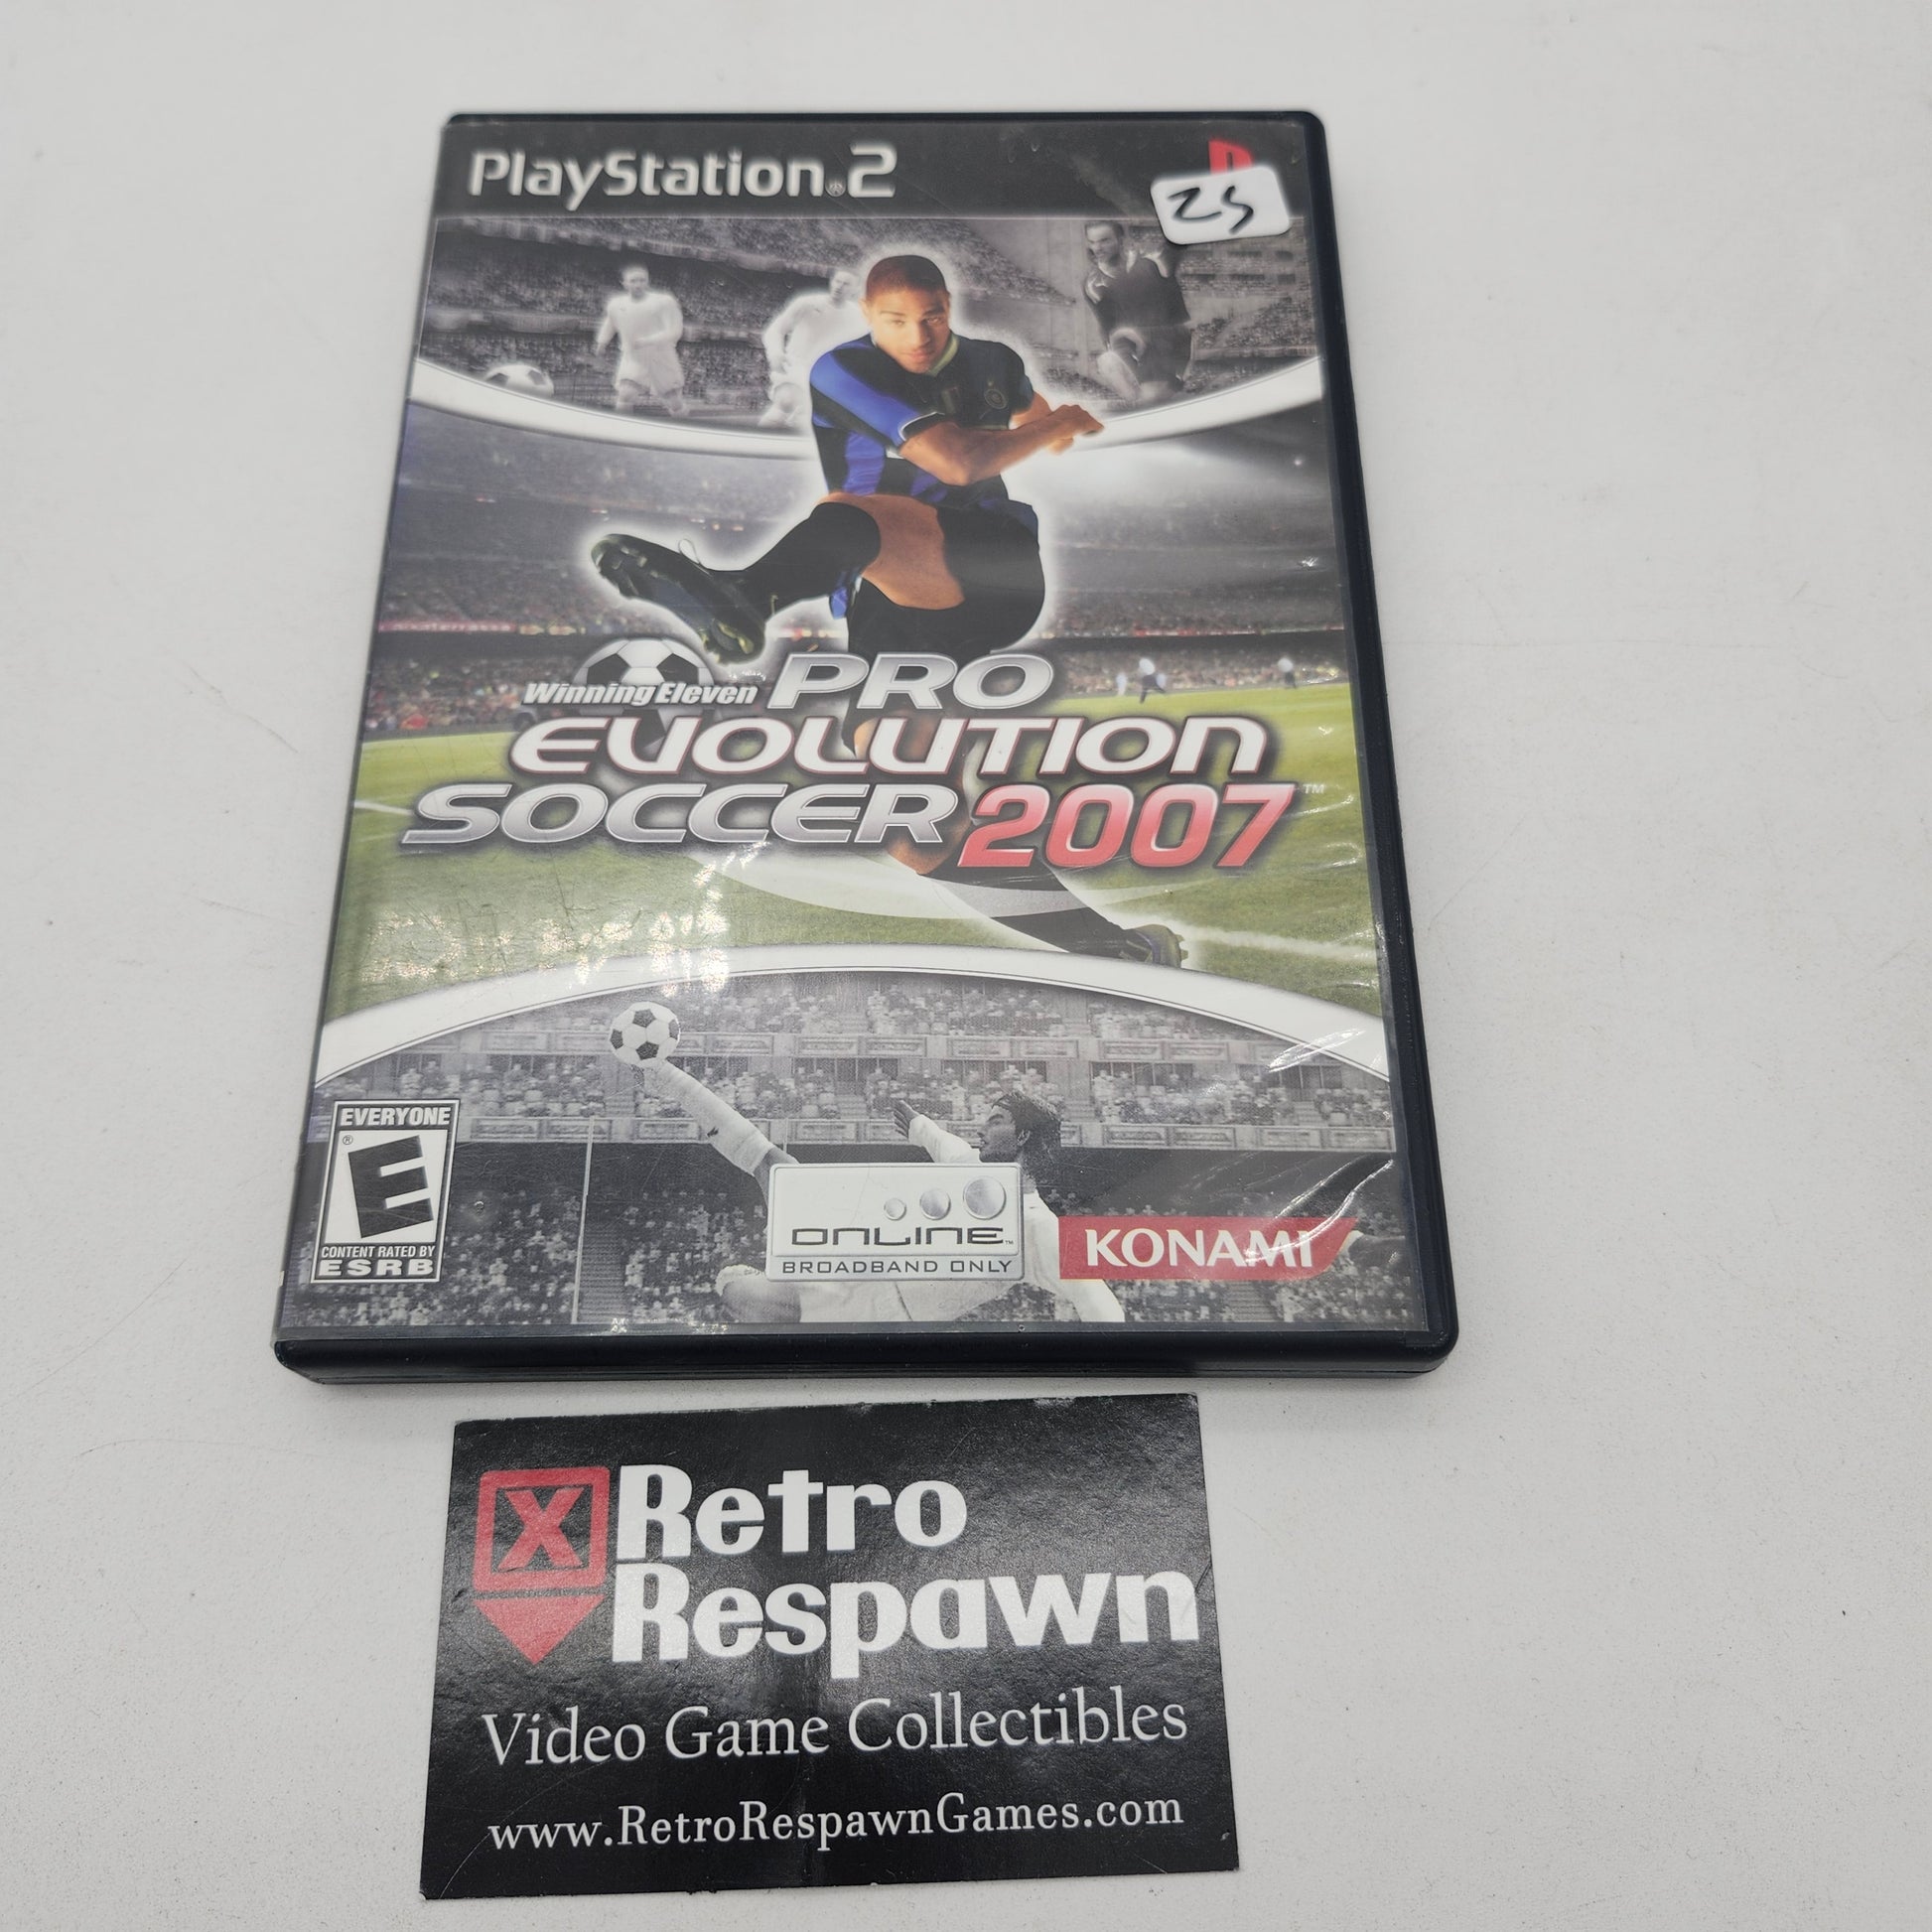 PlayStation®2
25
Winning Eleven PRO
EVOLUTION
SOCCER 2007™
EVERYONE
E®
CONTENT RATED BY
ESRB
ONLINE™
BROADBAND ONLY
KONAMI
X Retro
Respawn
Video Game Collectibles
www.RetroRespawnGames.com